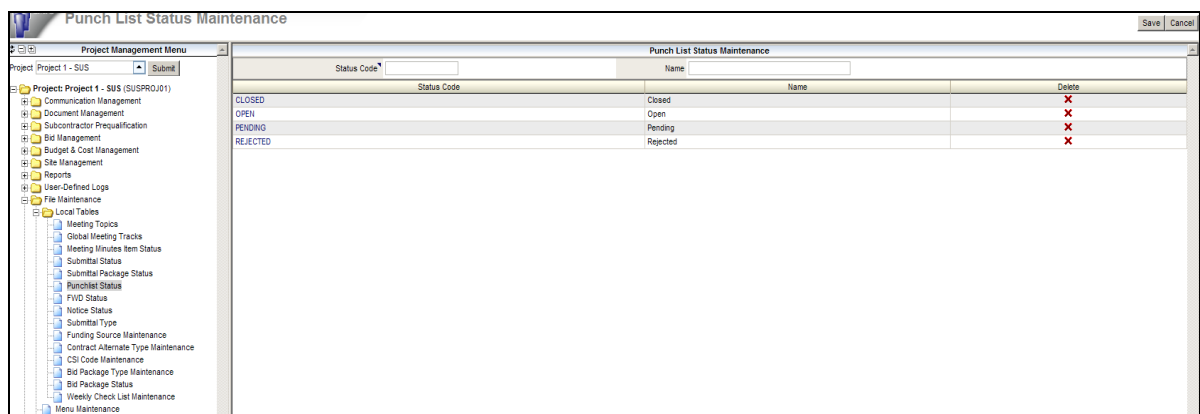 Punch List Status Maintenance
Save Cancel
Project Management Menu
Project Project 1 - SUS Submit
Project: Project 1 - SUS (SUSPROJ01)
Communication Management
Document Management
Subcontractor Prequalification
Bid Management
Budget & Cost Management
Site Management
Reports
User-Defined Logs
File Maintenance
Local Tables
Meeting Topics
Global Meeting Tracks
Meeting Minutes Item Status
Submittal Status
Submittal Package Status
Punchlist Status
FWD Status
Notice Status
Submittal Type
Funding Source Maintenance
Contract Alternate Type Maintenance
CSI Code Maintenance
Bid Package Type Maintenance
Bid Package Status
Weekly Check List Maintenance
Menu Maintenance
Punch List Status Maintenance
Status Code Name
Status Code Name Delete
CLOSED Closed
OPEN Open
PENDING Pending
REJECTED Rejected